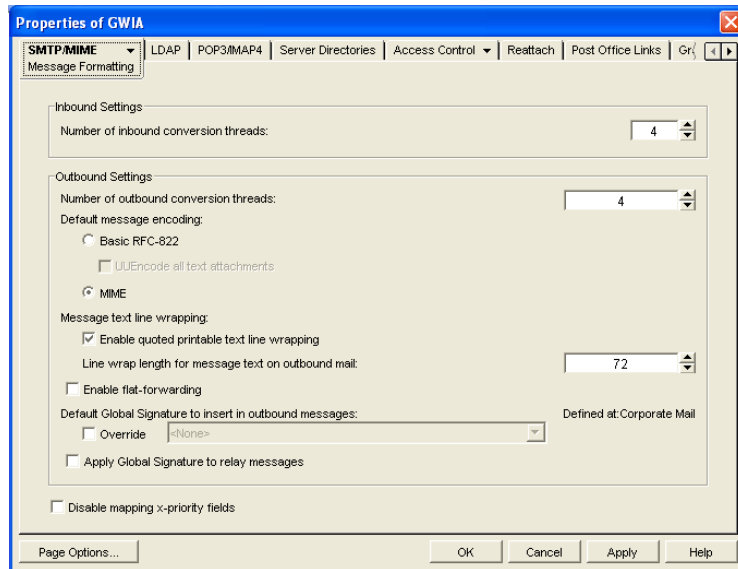 Properties of GWIA
SMTP/MIME LDAP POP3/IMAP4 Server Directories Access Control Reattach Post Office Links
Message Formatting
Inbound Settings
Number of inbound conversion threads: 4
Outbound Settings
Number of outbound conversion threads: 4
Default message encoding:
Basic RFC-822
UUEncode all text attachments
MIME
Message text line wrapping:
Enable quoted printable text line wrapping
Line wrap length for message text on outbound mail: 72
Enable flat-forwarding
Default Global Signature to insert in outbound messages: Defined at:Corporate Mail
Override <None>
Apply Global Signature to relay messages
Disable mapping x-priority fields
Page Options... OK Cancel Apply Help